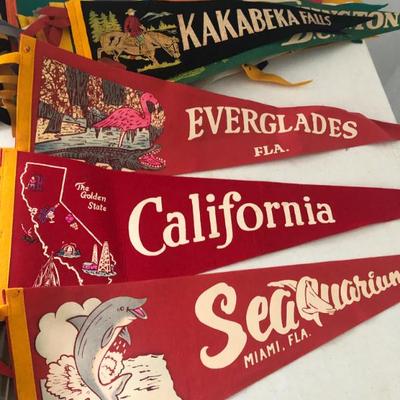 KAKABEKA FALLS
EVERGLADES
FLA.
The
Golden
State
California
SeaQuarium
MIAMI, FLA.